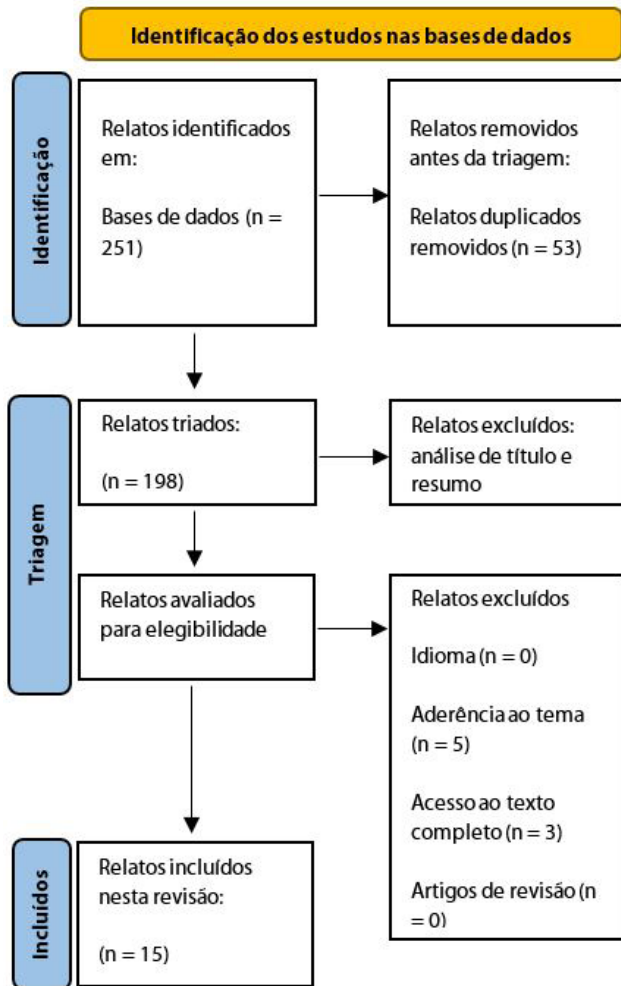 Identificação dos estudos nas bases de dados
Identificação
Relatos identificados
em:
Bases de dados (n =
251)
Relatos removidos
antes da triagem:
Relatos duplicados
removidos (n = 53)
Triagem
Relatos triados:
(n = 198)
Relatos excluídos:
análise de título e
resumo
Relatos avaliados
para elegibilidade
Relatos excluídos
Idioma (n = 0)
Aderência ao tema
(n = 5)
Acesso ao texto
completo (n = 3)
Artigos de revisão (n
= 0)
Incluídos
Relatos incluídos
nesta revisão:
(n = 15)